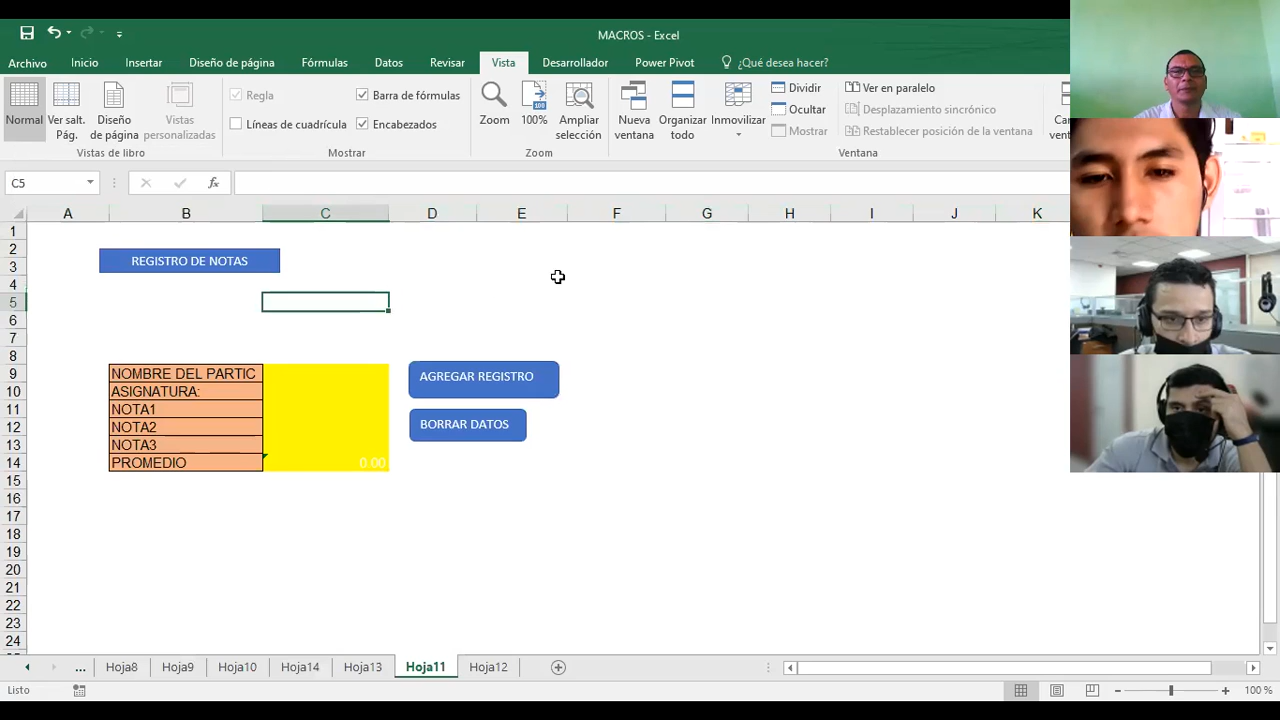 MACROS - Excel
Archivo Inicio Insertar Diseño de página Fórmulas Datos Revisar Vista Desarrollador Power Pivot ¿Qué desea hacer?
Normal
Ver salt. Pág.
Diseño de página
Vistas personalizadas
Vistas de libro
Regla
Barra de fórmulas
Líneas de cuadrícula
Encabezados
Mostrar
Zoom
100%
Ampliar selección
Zoom
Nueva ventana
Organizar todo
Inmovilizar
Dividir
Ocultar
Mostrar
Ver en paralelo
Desplazamiento sincrónico
Restablecer posición de la ventana
Ventana
C5
fx
A B C D E F G H I J K
1
2
3
4
5
6
7
8
9
10
11
12
13
14
15
16
17
18
19
20
21
22
23
24
REGISTRO DE NOTAS
NOMBRE DEL PARTIC
ASIGNATURA:
NOTA1
NOTA2
NOTA3
PROMEDIO 0.00
AGREGAR REGISTRO
BORRAR DATOS
... Hoja8 Hoja9 Hoja10 Hoja14 Hoja13 Hoja11 Hoja12
Listo
100 %